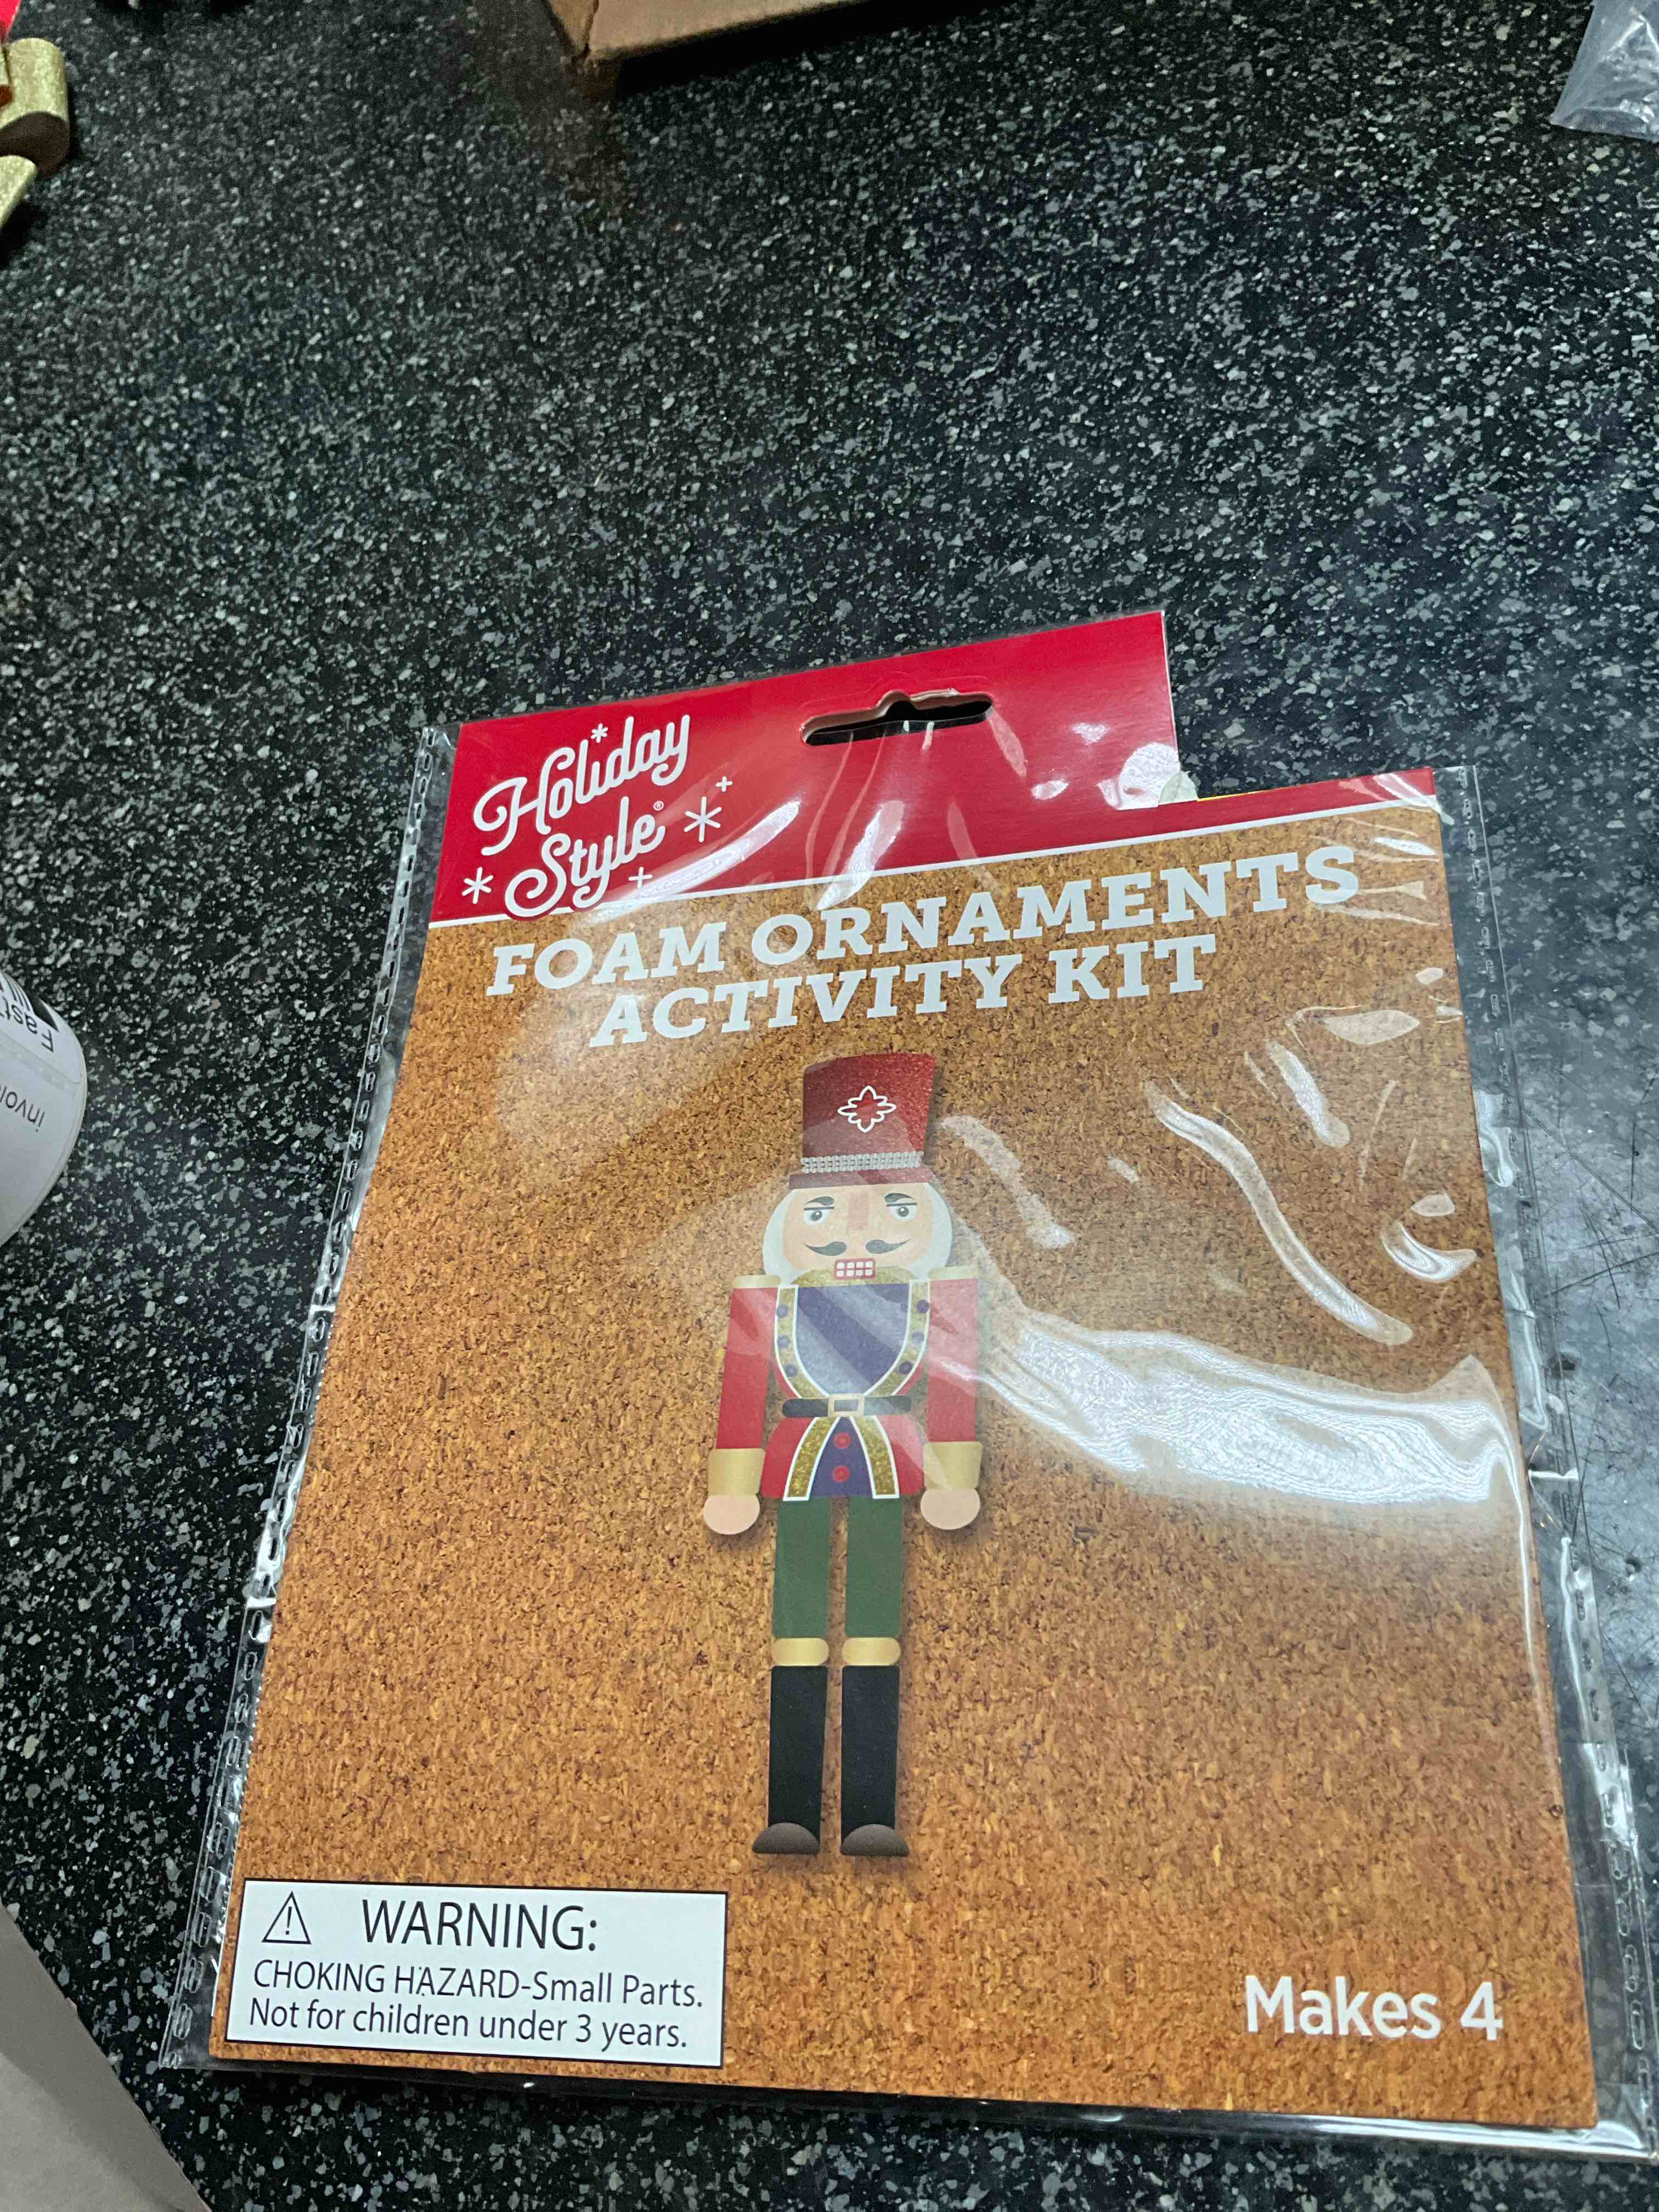 Holiday
Style®
FOAM ORNAMENTS
ACTIVITY KIT
WARNING:
CHOKING HAZARD-Small Parts.
Not for children under 3 years.
Makes 4